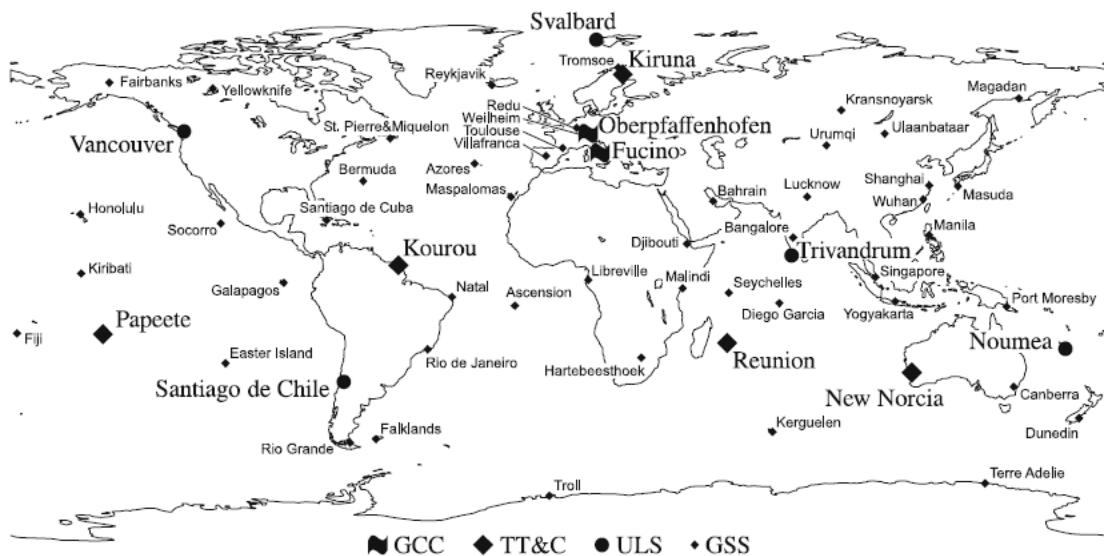 Svalbard
Tromsoe
Kiruna
Reykjavik
Fairbanks
Yellowknife
Magadan
Redu
Kransnoyarsk
Weilheim
Oberpfaffenhofen
St. Pierre&Miquelon
Toulouse
Urumqi
Ulaanbataar
Vancouver
Villafranca
Fucino
Azores
Bermuda
Maspalomas
Bahrain
Lucknow
Shanghai
Masuda
Wuhan
Honolulu
Santiago de Cuba
Socorro
Bangalore
Manila
Djibouti
Kourou
Trivandrum
Kiribati
Libreville
Malindi
Singapore
Galapagos
Natal
Ascension
Seychelles
Port Moresby
Diego Garcia
Yogyakarta
Papeete
Fiji
Noumea
Easter Island
Rio de Janeiro
Reunion
Hartebeesthoek
Santiago de Chile
New Norcia
Canberra
Kerguelen
Falklands
Dunedin
Rio Grande
Terre Adelie
Troll
GCC TT&C ULS GSS